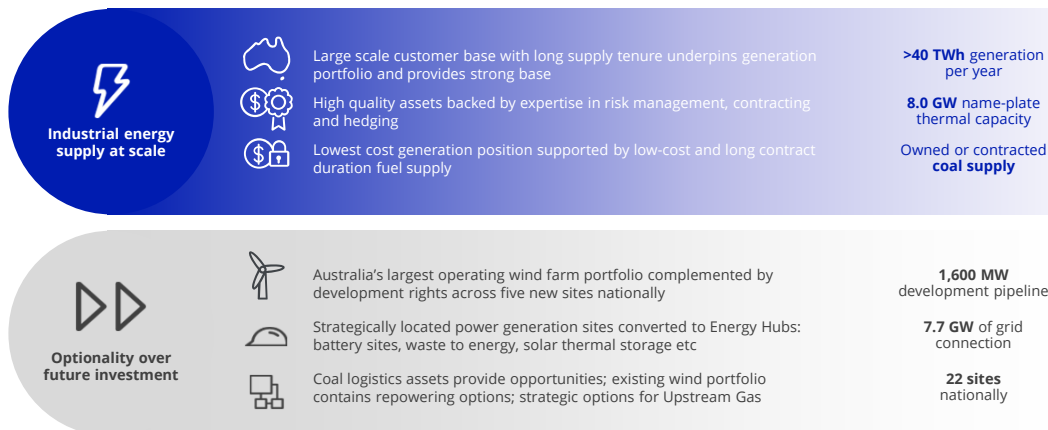 Industrial energy
supply at scale
Large scale customer base with long supply tenure underpins generation
portfolio and provides strong base
>40 TWh generation
per year
High quality assets backed by expertise in risk management, contracting
and hedging
8.0 GW name-plate
thermal capacity
Lowest cost generation position supported by low-cost and long contract
duration fuel supply
Owned or contracted
coal supply
Optionality over
future investment
Australia’s largest operating wind farm portfolio complemented by
development rights across five new sites nationally
1,600 MW
development pipeline
Strategically located power generation sites converted to Energy Hubs:
battery sites, waste to energy, solar thermal storage etc
7.7 GW of grid
connection
Coal logistics assets provide opportunities; existing wind portfolio
contains repowering options; strategic options for Upstream Gas
22 sites
nationally